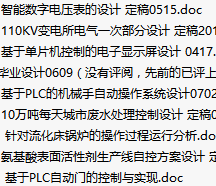 智能数字电压表的设计 定稿0515.doc
110KV变电所电气一次部分设计 定稿201
基于单片机控制的电子显示屏设计 0417.
毕业设计0609（没有评阅，先前的已评上
基于PLC的机械手自动操作系统设计0702
10万吨每天城市废水处理控制设计 定稿0
针对流化床锅炉的操作过程运行分析.do
氨基酸表面活性剂生产线自控方案设计 定
基于PLC自动门的控制与实现.doc